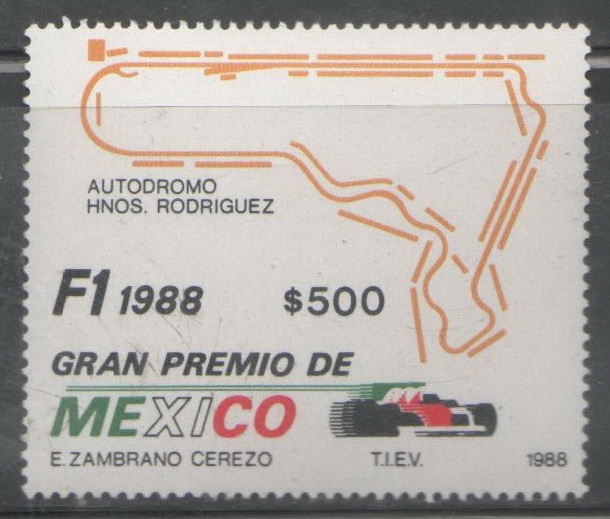 AUTODROMO
HNOS. RODRIGUEZ
F1 1988 $500
GRAN PREMIO DE
MEXICO
E. ZAMBRANO CEREZO T.I.E.V. 1988